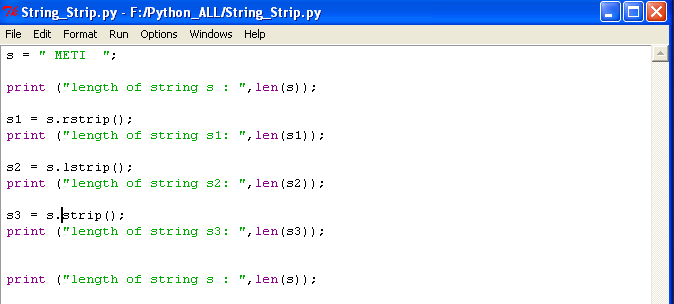 String_Strip.py - F:/Python_ALL/String_Strip.py
File Edit Format Run Options Windows Help
s = " METI  ";
print ("length of string s : ",len(s));
s1 = s.rstrip();
print ("length of string s1: ",len(s1));
s2 = s.lstrip();
print ("length of string s2: ",len(s2));
s3 = s.strip();
print ("length of string s3: ",len(s3));
print ("length of string s : ",len(s));